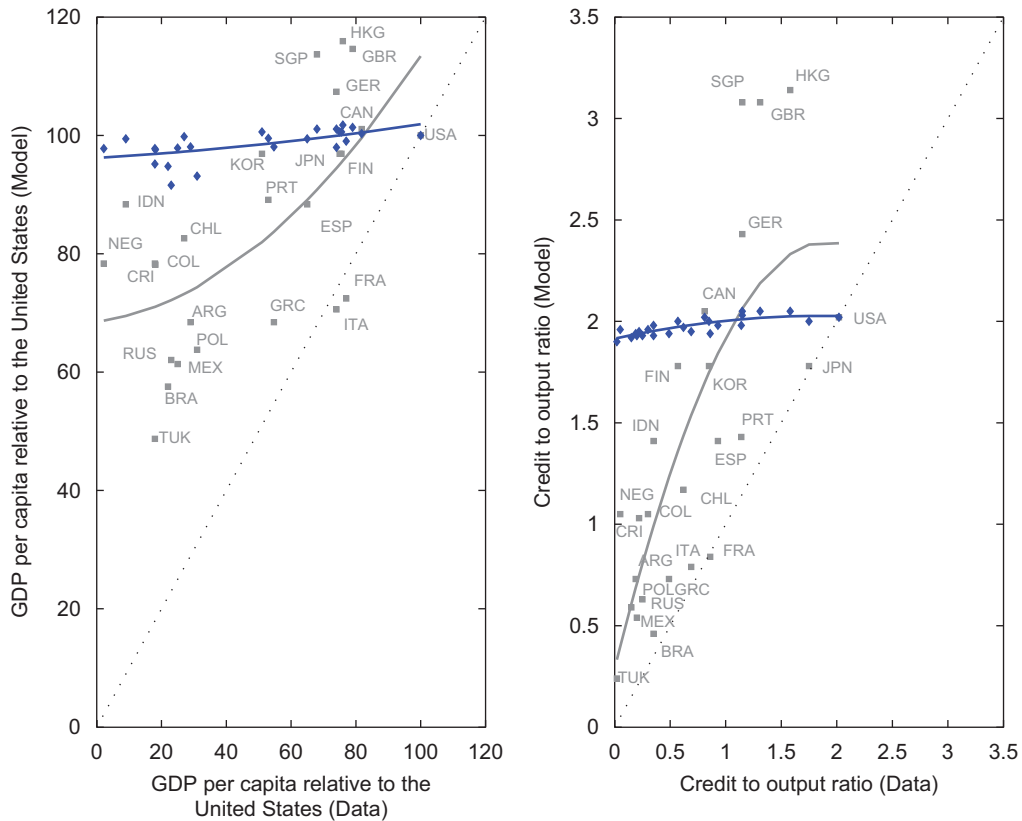 120
100
80
60
40
20
0
0 20 40 60 80 100 120
GDP per capita relative to the United States (Model)
GDP per capita relative to the
United States (Data)
HKG
SGP
GBR
GER
CAN
USA
KOR
JPN
FIN
PRT
IDN
ESP
CHL
NEG
COL
CRI
FRA
ARG
GRC
ITA
POL
RUS
MEX
BRA
TUK
3.5
3
2.5
2
1.5
1
0.5
0
0 0.5 1 1.5 2 2.5 3 3.5
Credit to output ratio (Model)
Credit to output ratio (Data)
SGP
HKG
GBR
GER
CAN
USA
FIN
KOR
JPN
IDN
PRT
ESP
NEG
CHL
COL
CRI
ITA
FRA
ARG
POL
GRC
RUS
MEX
BRA
TUK